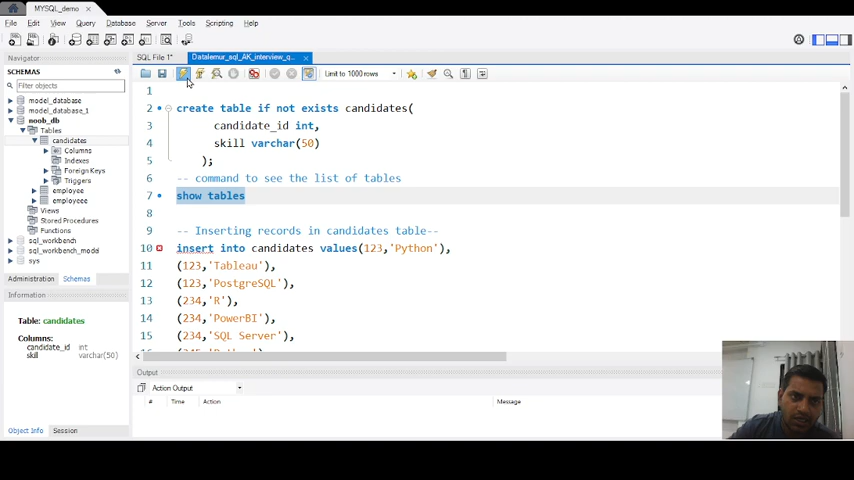 MYSQL_demo ×
File Edit View Query Database Server Tools Scripting Help
Navigator
SCHEMAS
Filter objects
model_database
model_database_1
noob_db
Tables
candidates
Columns
Indexes
Foreign Keys
Triggers
employee
employeee
Views
Stored Procedures
Functions
sql_workbench
sql_workbench_model
sys
Administration Schemas
Information
Table: candidates
Columns:
candidate_id int
skill varchar(50)
Object Info Session
SQL File 1* Datalemur_sql_AK_interview_q... ×
Limit to 1000 rows
1
2 create table if not exists candidates(
3 candidate_id int,
4 skill varchar(50)
5 );
6 -- command to see the list of tables
7 show tables
8
9 -- Inserting records in candidates table--
10 insert into candidates values(123,'Python'),
11 (123,'Tableau'),
12 (123,'PostgreSQL'),
13 (234,'R'),
14 (234,'PowerBI'),
15 (234,'SQL Server'),
Output
Action Output
# Time Action Message